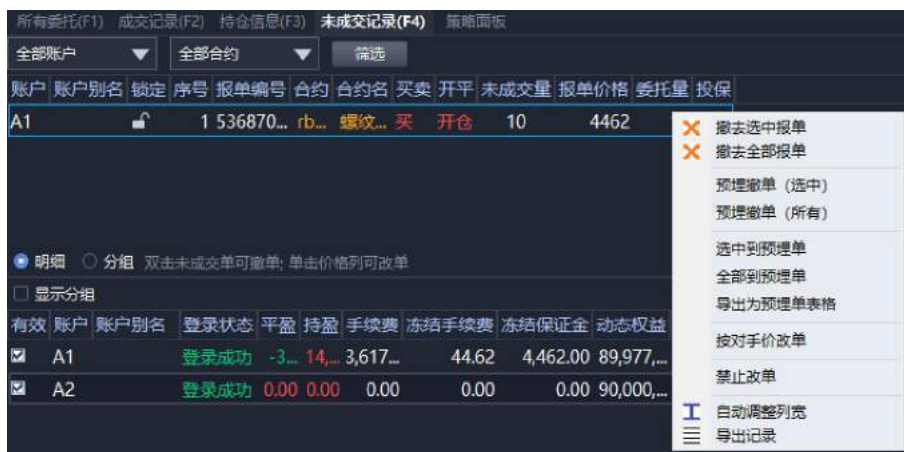 所有委托(F1) 成交记录(F2) 持仓信息(F3) 未成交记录(F4) 策略面板
全部账户 全部合约 筛选
账户 账户别名 锁定 序号 报单编号 合约 合约名 买卖 开平 未成交量 报单价格 委托量 投保
A1 1 536870... rb... 螺纹... 买 开仓 10 4462
撤去选中报单
撤去全部报单
预埋撤单（选中）
预埋撤单（所有）
选中到预埋单
全部到预埋单
导出为预埋单表格
按对手价改单
禁止改单
自动调整列宽
导出记录
明细 分组 双击未成交单可撤单; 单击价格列可改单
显示分组
有效 账户 账户别名 登录状态 平盈 持盈 手续费 冻结手续费 冻结保证金 动态权益
A1 登录成功 -3... 14,... 3,617... 44.62 4,462.00 89,977,...
A2 登录成功 0.00 0.00 0.00 0.00 0.00 90,000,...